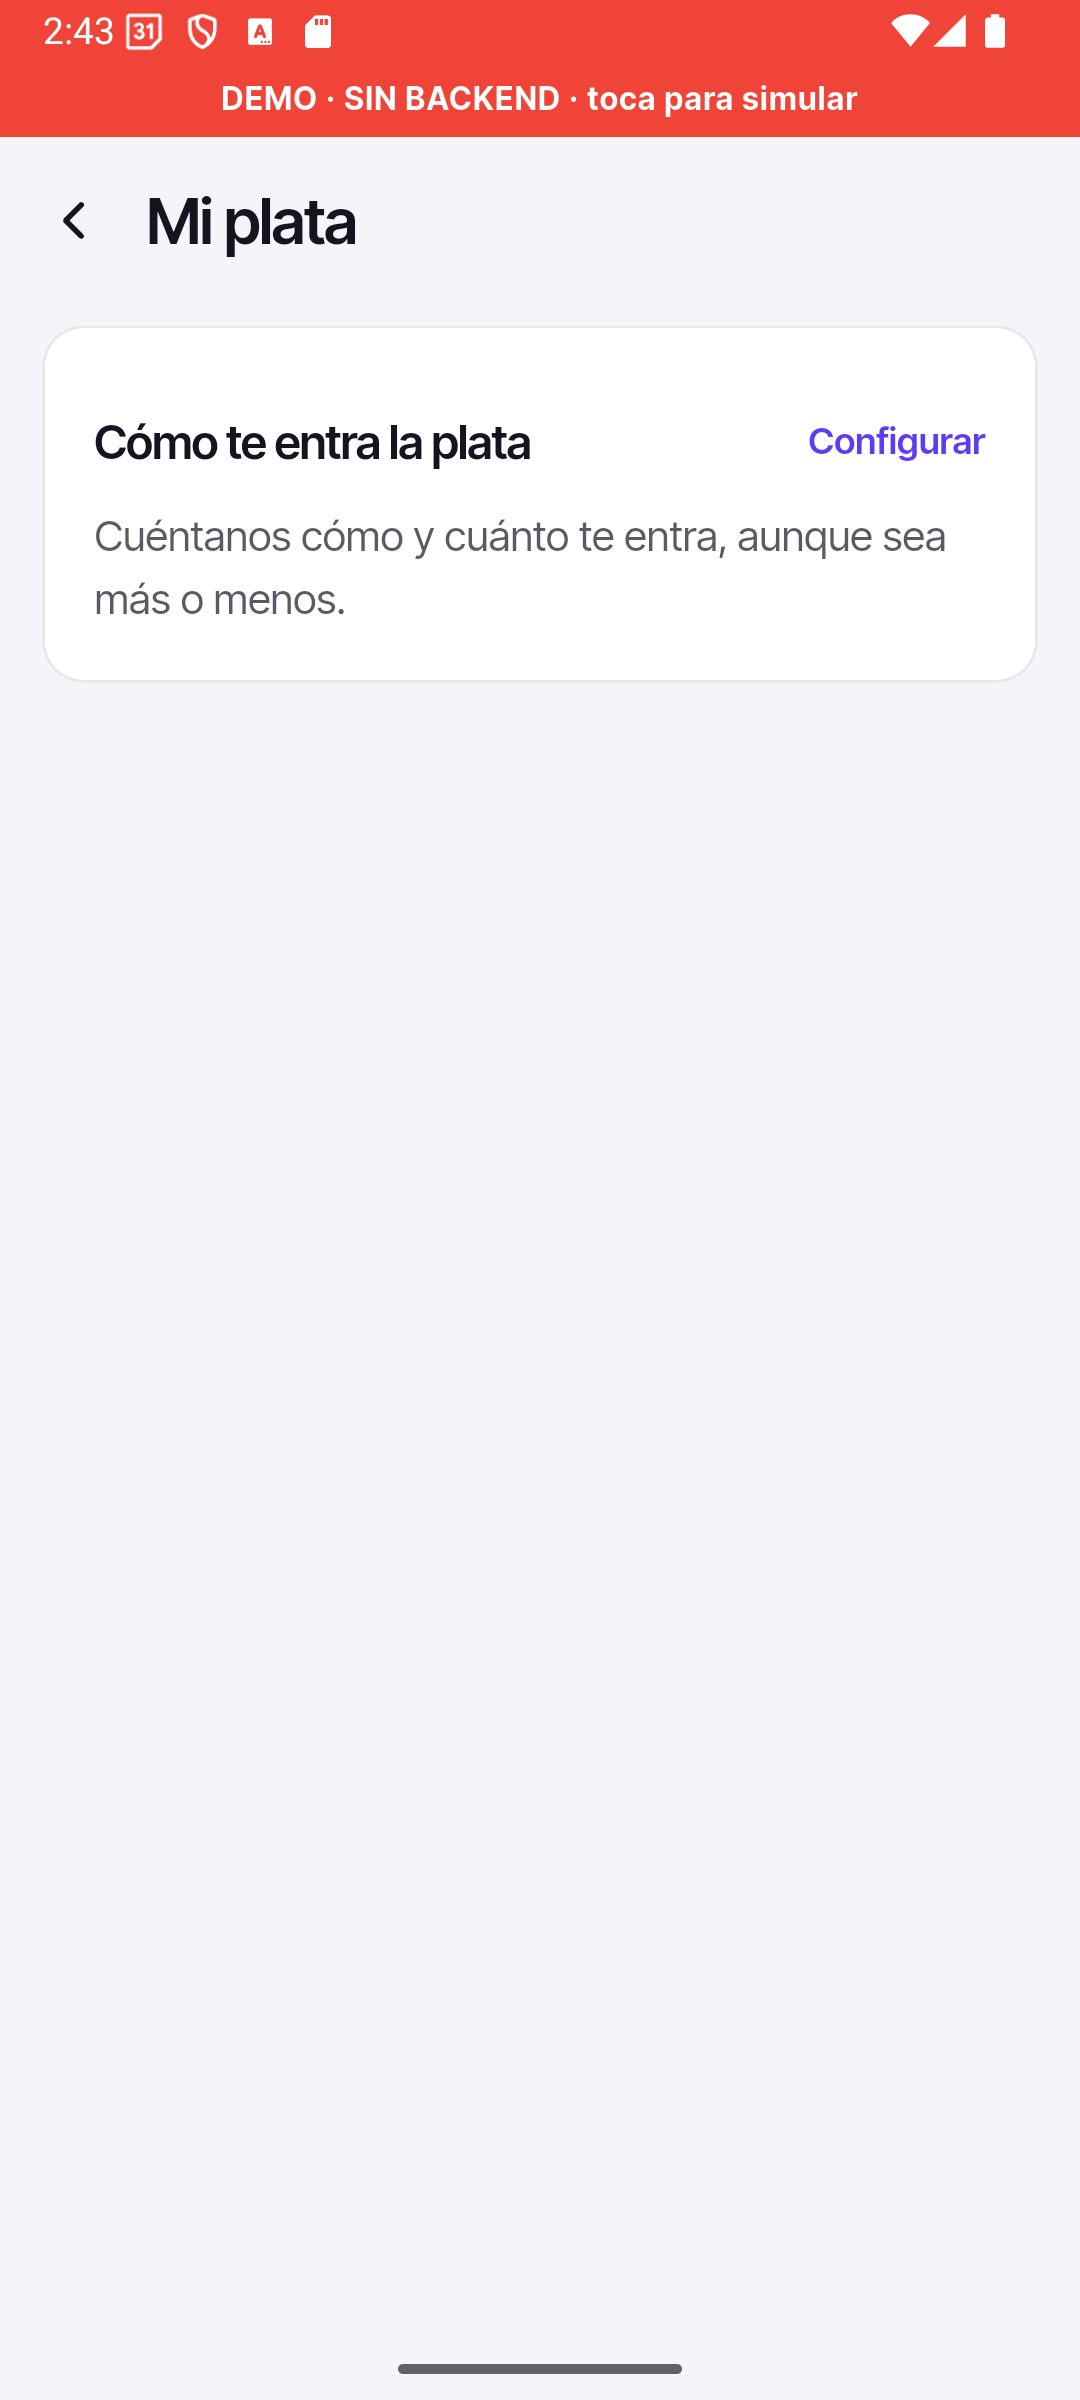 2:43 31 A
DEMO · SIN BACKEND · toca para simular
Mi plata
Cómo te entra la plata Configurar
Cuéntanos cómo y cuánto te entra, aunque sea
más o menos.